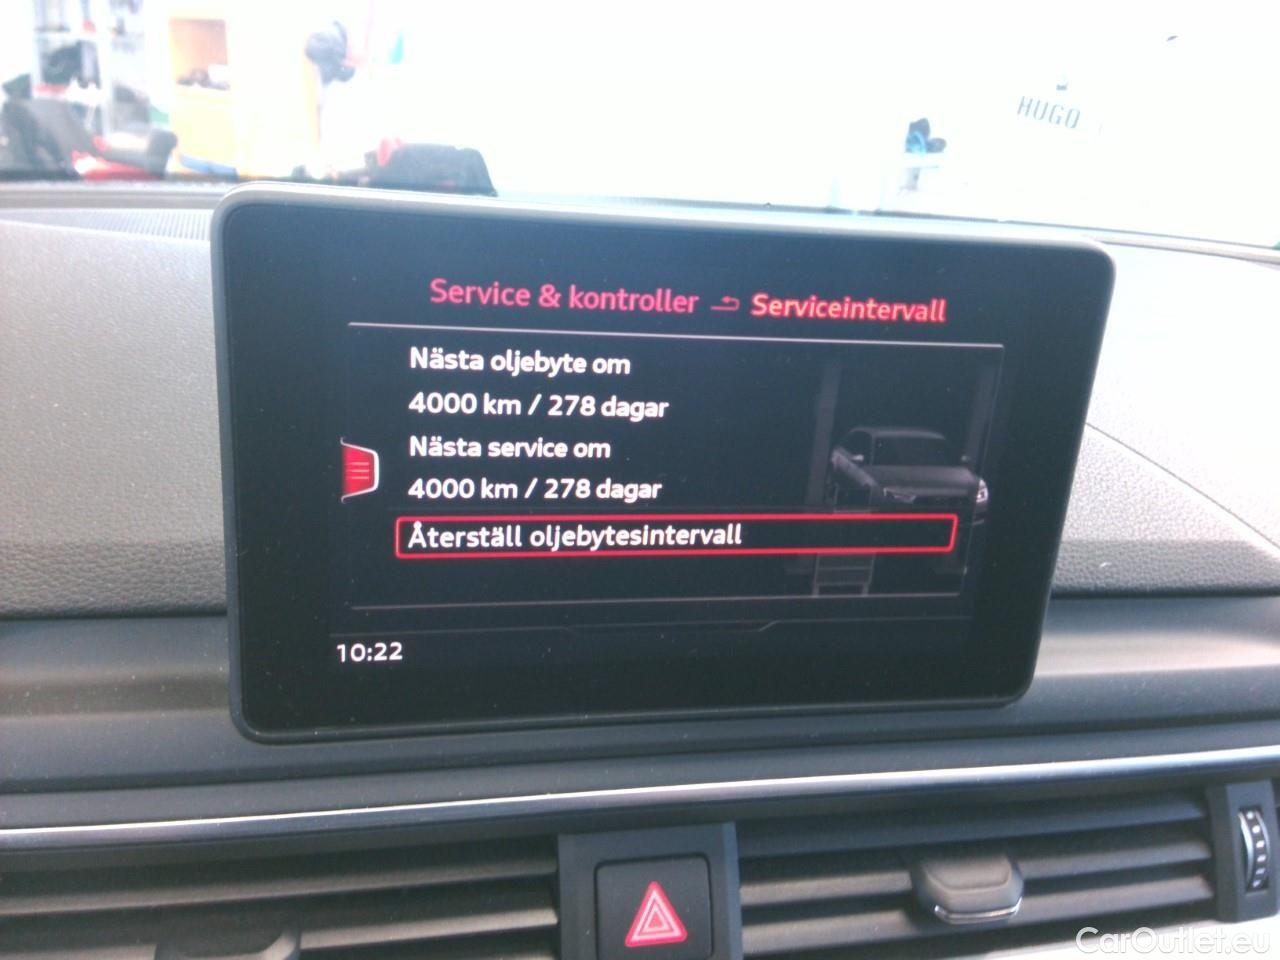 HUGO
Service & kontroller Serviceintervall
Nästa oljebyte om
4000 km / 278 dagar
Nästa service om
4000 km / 278 dagar
Återställ oljebytesintervall
10:22
CarOutlet.eu